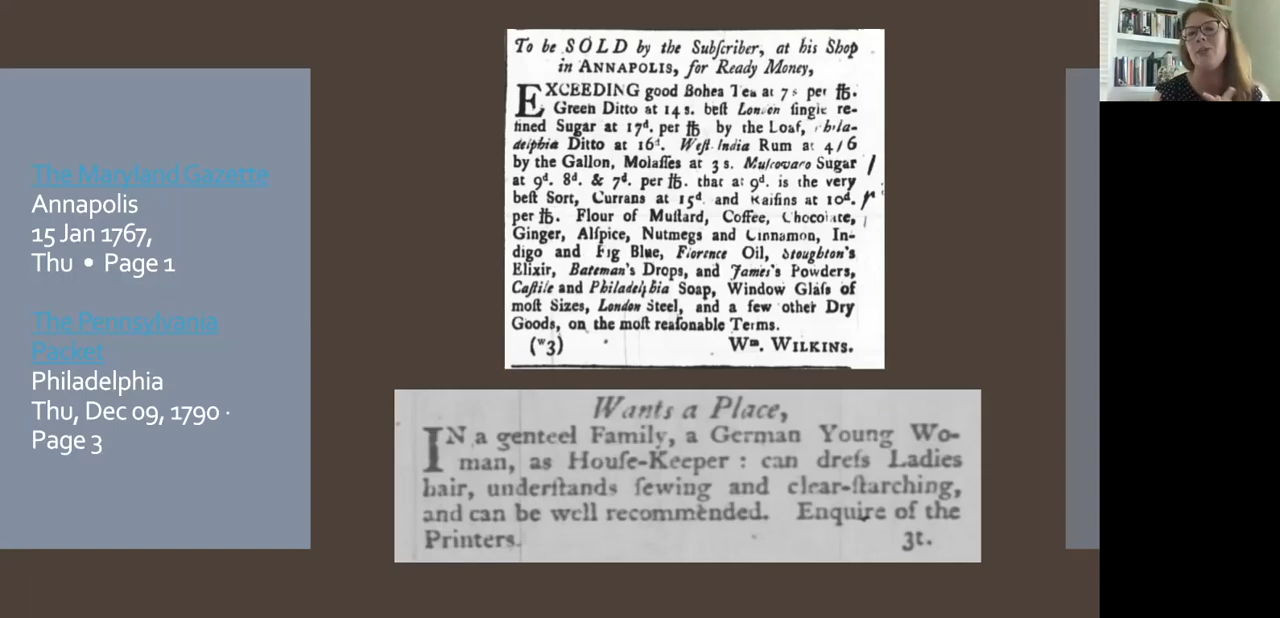 The Maryland Gazette
Annapolis
15 Jan 1767,
Thu • Page 1
The Pennsylvania
Packet
Philadelphia
Thu, Dec 09, 1790 ·
Page 3
To be SOLD by the Subſcriber, at his Shop
in ANNAPOLIS, for Ready Money,
EXCEEDING good Bohea Tea at 7s per ℔.
Green Ditto at 14s. beſt London ſingle re-
fined Sugar at 17d. per ℔ by the Loaf, Phila-
delphia Ditto at 16d. Weſt-India Rum at 4/6
by the Gallon, Molaſſes at 3s. Muſcovaro Sugar
at 9d. 8d. & 7d. per ℔. that at 9d. is the very
beſt Sort, Currans at 15d. and Raiſins at 10d.
per ℔. Flour of Muſtard, Coffee, Chocolate,
Ginger, Alſpice, Nutmegs and Cinnamon, In-
digo and Fig Blue, Florence Oil, Stoughton's
Elixir, Bateman's Drops, and James's Powders,
Caſtile and Philadelphia Soap, Window Glaſs of
moſt Sizes, London Steel, and a few other Dry
Goods, on the moſt reaſonable Terms.
(w3) Wm. WILKINS.
Wants a Place,
IN a genteel Family, a German Young Wo-
man, as Houſe-Keeper : can dreſs Ladies
hair, underſtands ſewing and clear-ſtarching,
and can be well recommended. Enquire of the
Printers. 3t.